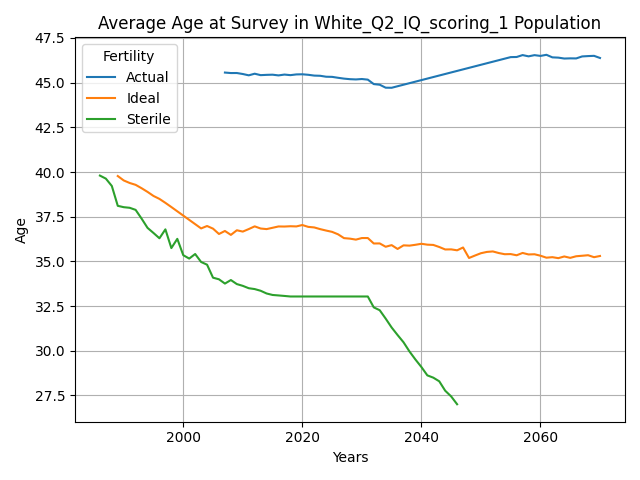 Average Age at Survey in White_Q2_IQ_scoring_1 Population
47.5
45.0
42.5
40.0
37.5
35.0
32.5
30.0
27.5
Age
Fertility
Actual
Ideal
Sterile
2000
2020
2040
2060
Years